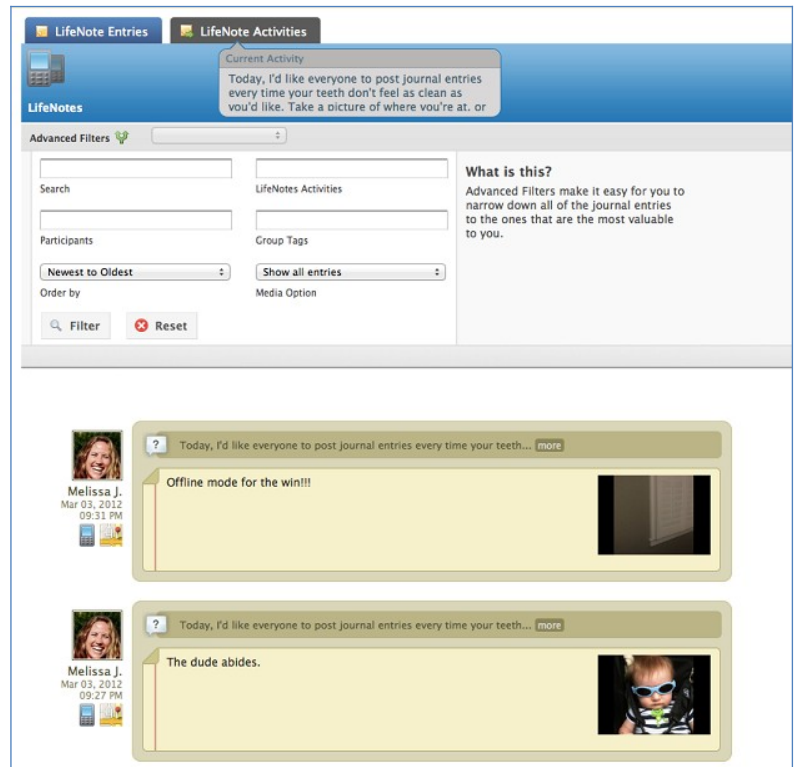 LifeNote Entries
LifeNote Activities
Current Activity
Today, I'd like everyone to post journal entries
every time your teeth don't feel as clean as
you'd like. Take a picture of where you're at, or
LifeNotes
Advanced Filters
Search
LifeNotes Activities
Participants
Group Tags
Newest to Oldest
Show all entries
Order by
Media Option
Filter
Reset
What is this?
Advanced Filters make it easy for you to
narrow down all of the journal entries
to the ones that are the most valuable
to you.
? Today, I'd like everyone to post journal entries every time your teeth... more
Offline mode for the win!!!
Melissa J.
Mar 03, 2012
09:31 PM
? Today, I'd like everyone to post journal entries every time your teeth... more
The dude abides.
Melissa J.
Mar 03, 2012
09:27 PM